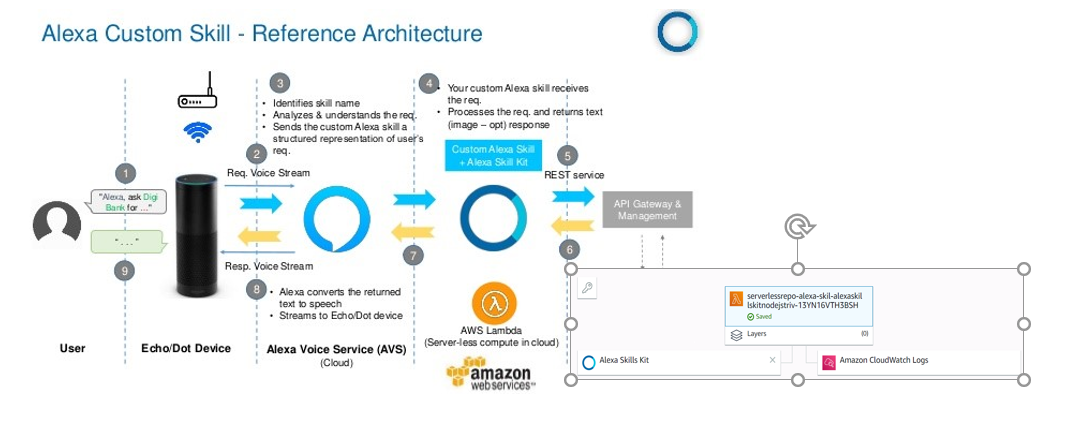 Alexa Custom Skill - Reference Architecture
3
• Identifies skill name
• Analyzes & understands the req.
• Sends the custom Alexa skill a
structured representation of user's
req.
4
• Your custom Alexa skill receives
the req.
• Processes the req. and returns text
(image – opt) response
Custom Alexa Skill
+ Alexa Skill Kit
1
2
5
Req. Voice Stream
REST service
"Alexa, ask Digi
Bank for ..."
API Gateway &
Management
"..."
9
Resp. Voice Stream
7
6
8
• Alexa converts the returned
text to speech
• Streams to Echo/Dot device
AWS Lambda
(Server-less compute in cloud)
User
Echo/Dot Device
Alexa Voice Service (AVS)
(Cloud)
amazon
web services
serverlessrepo-alexa-skil-alexaskil
lskitnodejstriv-13YN16VTH3BSH
Saved
Layers
(0)
Alexa Skills Kit
Amazon CloudWatch Logs